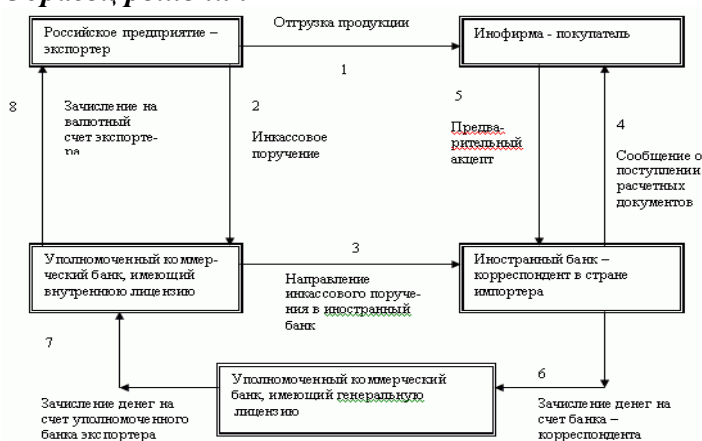 Российское предприятие –
экспортер
Отгрузка продукции
1
Инофирма - покупатель
8
Зачисление на
валютный
счет экспорте-
ра
2
Инкассовое
поручение
5
Предва-
рительный
акцепт
4
Сообщение о
поступлении
расчетных
документов
Уполномоченный коммер-
ческий банк, имеющий
внутреннюю лицензию
3
Направление
инкассового поруче-
ния в иностранный
банк
Иностранный банк –
корреспондент в стране
импортера
7
Зачисление денег на
счет уполномоченного
банка экспортера
Уполномоченный коммерческий
банк, имеющий генеральную
лицензию
6
Зачисление денег на
счет банка –
корреспондента